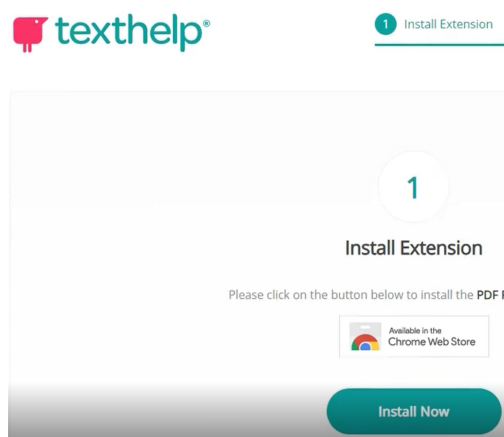 texthelp®
1 Install Extension
1
Install Extension
Please click on the button below to install the PDF
Available in the
Chrome Web Store
Install Now